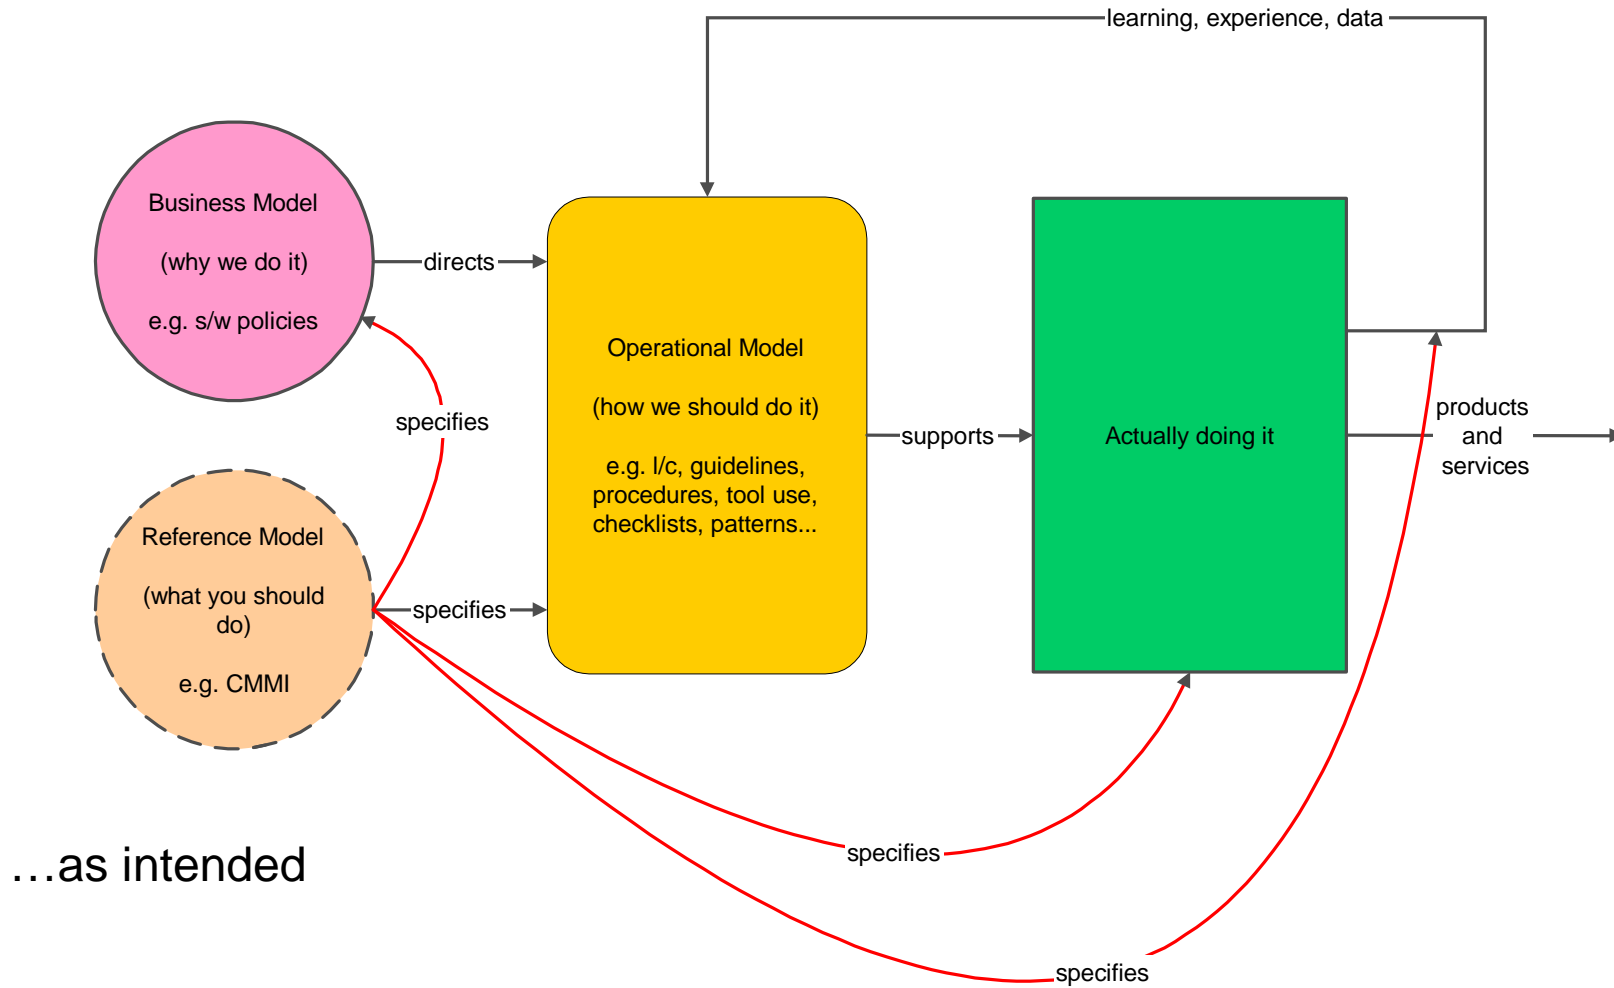 learning, experience, data
Business Model
(why we do it)
e.g. s/w policies
directs
specifies
Reference Model
(what you should
do)
e.g. CMMI
specifies
Operational Model
(how we should do it)
e.g. l/c, guidelines,
procedures, tool use,
checklists, patterns...
supports
Actually doing it
products
and
services
specifies
specifies
…as intended